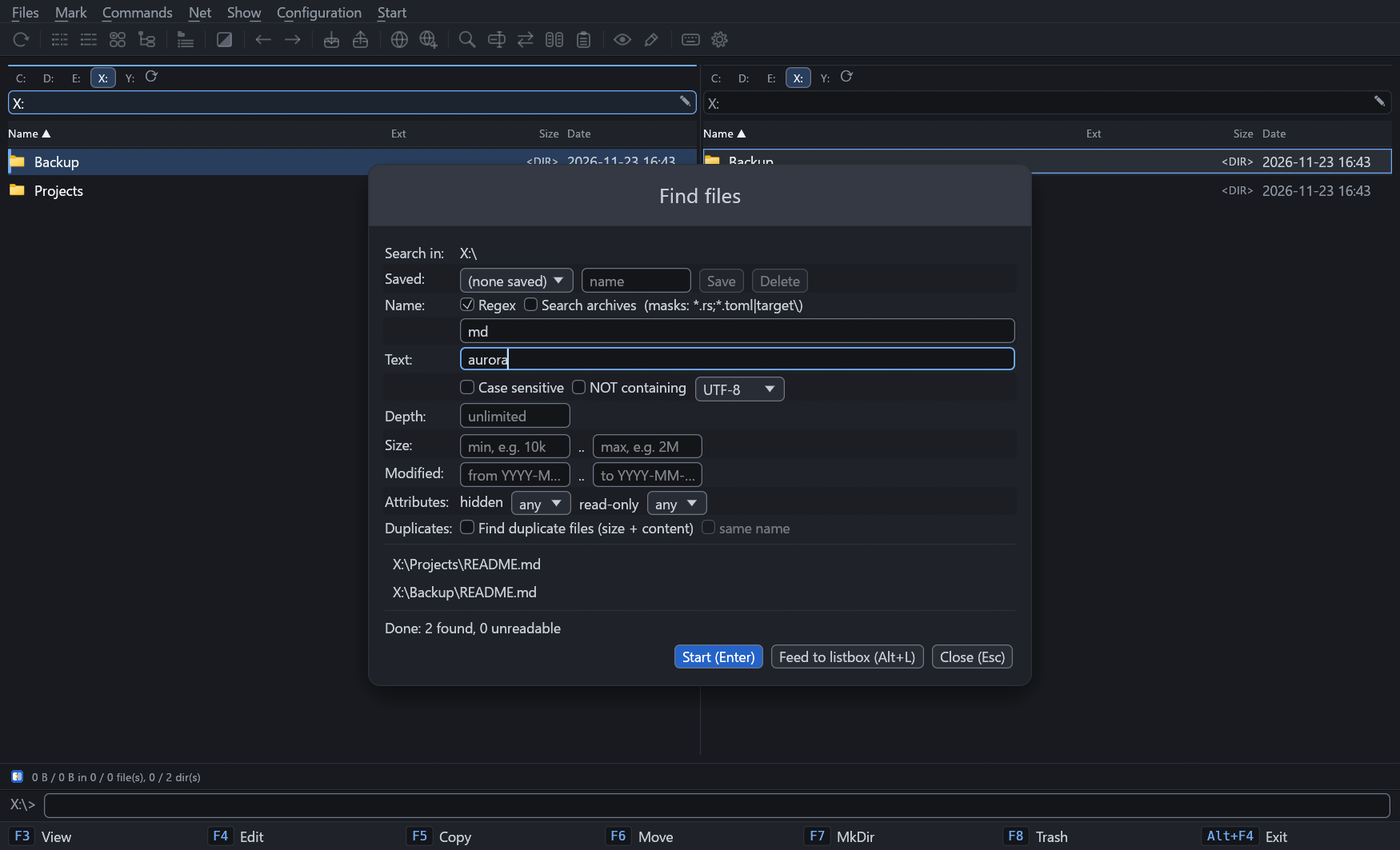 Files Mark Commands Net Show Configuration Start
C: D: E: X: Y:
C: D: E: X: Y:
X:
X:
Name ▲ Ext Size Date
Name ▲ Ext Size Date
Backup <DIR> 2026-11-23 16:43
Backup <DIR> 2026-11-23 16:43
Projects
<DIR> 2026-11-23 16:43
Find files
Search in: X:\
Saved: (none saved) name Save Delete
Name: Regex Search archives (masks: *.rs;*.toml|target\)
md
Text: aurora
Case sensitive NOT containing UTF-8
Depth: unlimited
Size: min, e.g. 10k .. max, e.g. 2M
Modified: from YYYY-M... .. to YYYY-MM-...
Attributes: hidden any read-only any
Duplicates: Find duplicate files (size + content) same name
X:\Projects\README.md
X:\Backup\README.md
Done: 2 found, 0 unreadable
Start (Enter) Feed to listbox (Alt+L) Close (Esc)
0 B / 0 B in 0 / 0 file(s), 0 / 2 dir(s)
X:\>
F3 View F4 Edit F5 Copy F6 Move F7 MkDir F8 Trash Alt+F4 Exit